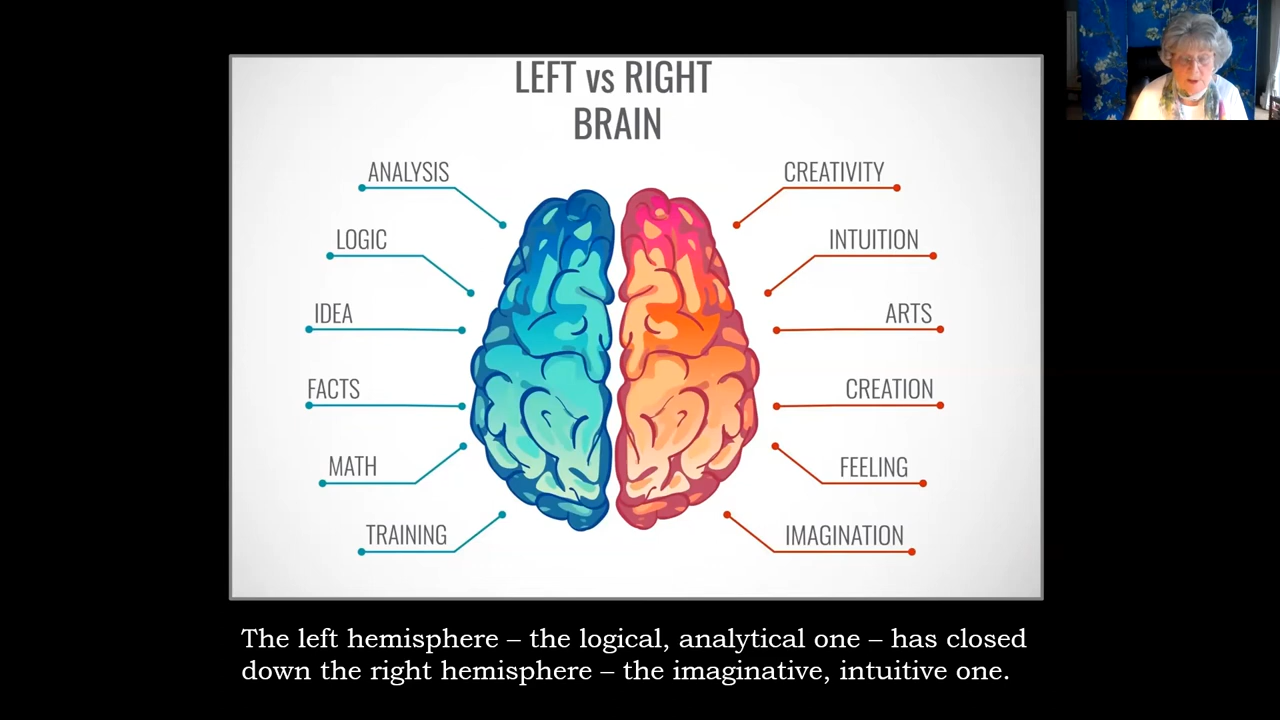 LEFT vs RIGHT
BRAIN
ANALYSIS
LOGIC
IDEA
FACTS
MATH
TRAINING
CREATIVITY
INTUITION
ARTS
CREATION
FEELING
IMAGINATION
The left hemisphere – the logical, analytical one – has closed
down the right hemisphere – the imaginative, intuitive one.